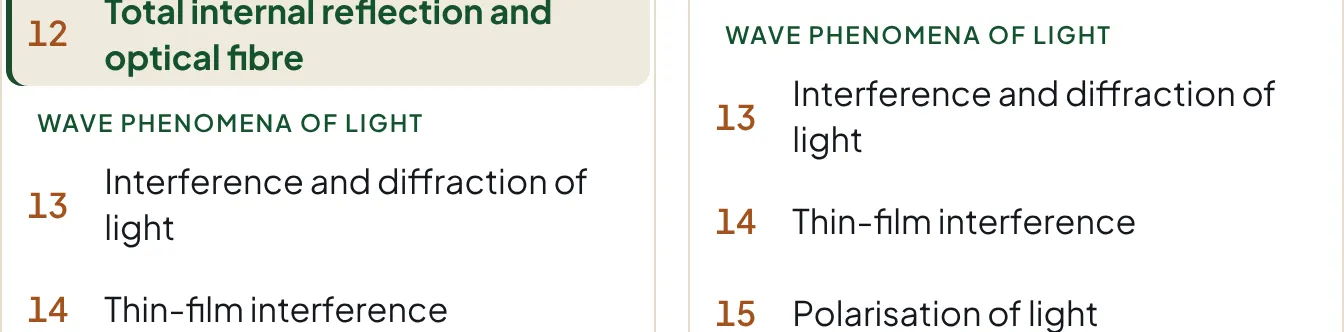 12 Total internal reflection and
optical fibre
WAVE PHENOMENA OF LIGHT
13 Interference and diffraction of
light
14 Thin-film interference
WAVE PHENOMENA OF LIGHT
13 Interference and diffraction of
light
14 Thin-film interference
15 Polarisation of light